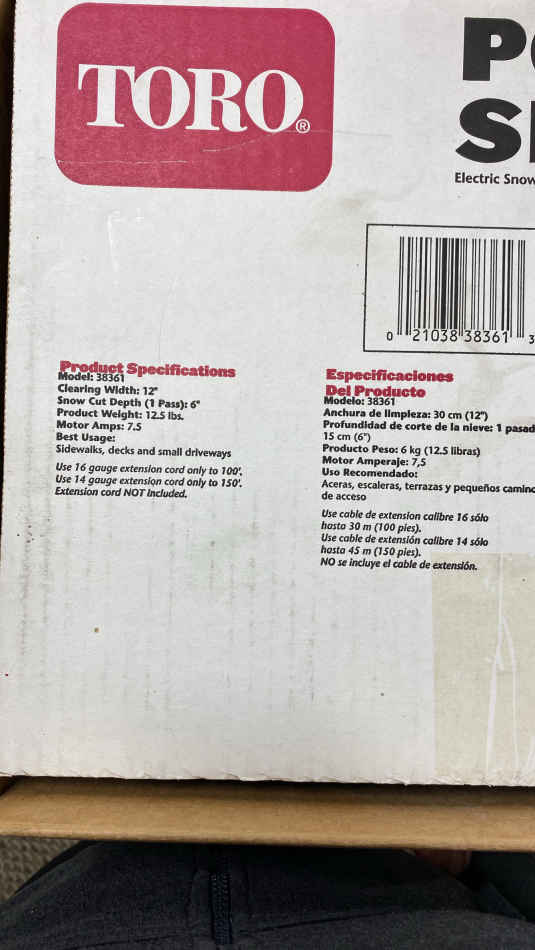 TORO®
Electric Snow
0 21038 38361 3
Product Specifications
Model: 38361
Clearing Width: 12"
Snow Cut Depth (1 Pass): 6"
Product Weight: 12.5 lbs.
Motor Amps: 7.5
Best Usage:
Sidewalks, decks and small driveways
Use 16 gauge extension cord only to 100'.
Use 14 gauge extension cord only to 150'.
Extension cord NOT Included.
Especificaciones
Del Producto
Modelo: 38361
Anchura de limpieza: 30 cm (12")
Profundidad de corte de la nieve: 1 pasad
15 cm (6")
Producto Peso: 6 kg (12.5 libras)
Motor Amperaje: 7,5
Uso Recomendado:
Aceras, escaleras, terrazas y pequeños camino
de acceso
Use cable de extension calibre 16 sólo
hasta 30 m (100 pies).
Use cable de extensión calibre 14 sólo
hasta 45 m (150 pies).
NO se incluye el cable de extensión.